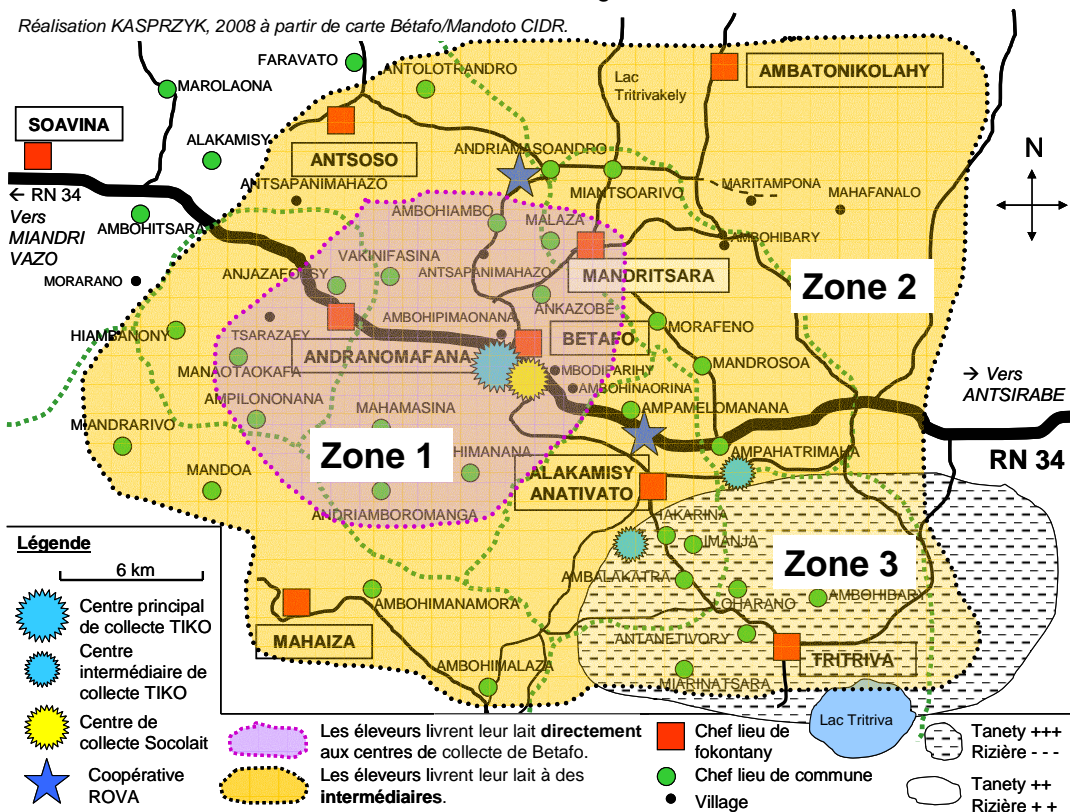 Réalisation KASPRZYK, 2008 à partir de carte Bétafo/Mandoto CIDR.
FARAVATO
ANTOLOTRANDRO
MAROLAONA
Lac
Tritrivakely
AMBATONIKOLAHY
SOAVINA
ALAKAMISY
ANTSOSO
ANDRIAMASOANDRO
N
← RN 34
Vers
MIANDRI
VAZO
ANTSAPANIMAHAZO
MIANTSOARIVO
MARITAMPONA
MAHAFANALO
AMBOHITSARA
AMBOHIAMBO
MALAZA
AMBOHIBARY
VAKINIFASINA
MORARANO
ANTSAPANIMAHAZO
MANDRITSARA
Zone 2
ANKAZOBE
HIAMBANONY
TSARAZAFY
AMBOHIPIMAONANA
BETAFO
MORAFENO
ANDRANOMAFANA
MANAOTAOKAFA
MBODIPARIHY
MANDROSOA
→ Vers
ANTSIRABE
AMBOHINAORINA
AMPILONONANA
MAHAMASINA
AMPAMELOMANANA
MIANDRARIVO
Zone 1
HIMANANA
AMPAHATRIMAHA
RN 34
MANDOA
ALAKAMISY
ANATIVATO
ANDRIAMBOROMANGA
HAKARINA
IMANJA
Légende
6 km
Zone 3
AMBALAKATRA
LOHARANO
AMBOHIBARY
AMBOHIMANAMORA
Centre principal
de collecte TIKO
MAHAIZA
ANTANETIVORY
TRITRIVA
Centre
intermédiaire de
collecte TIKO
AMBOHIMALAZA
MIARINATSARA
Centre de
collecte Socolait
Coopérative
ROVA
Les éleveurs livrent leur lait directement
aux centres de collecte de Betafo.
Les éleveurs livrent leur lait à des
intermédiaires.
Chef lieu de
fokontany
Chef lieu de commune
Village
Lac Tritriva
Tanety +++
Rizière - - -
Tanety ++
Rizière + +